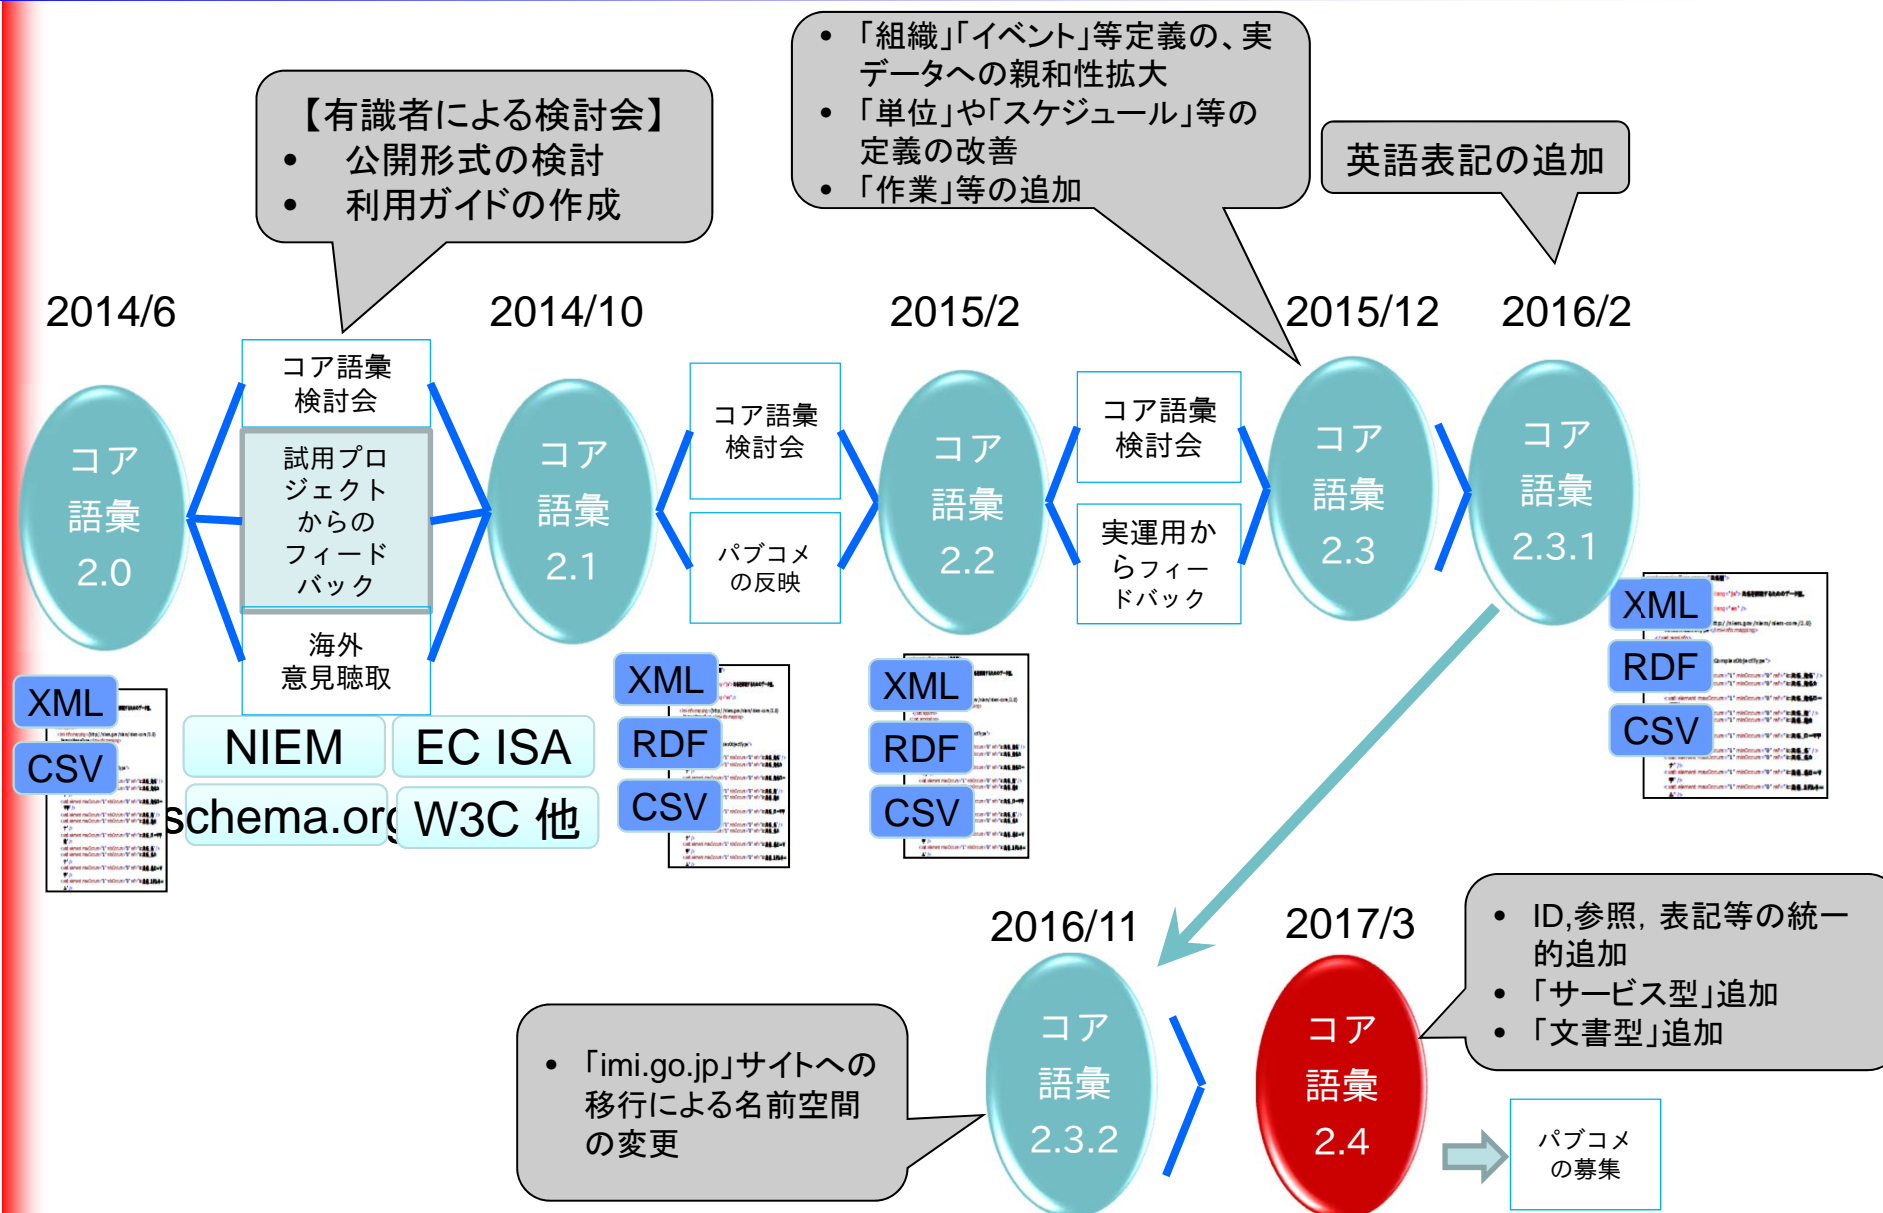 【有識者による検討会】
• 公開形式の検討
• 利用ガイドの作成
• 「組織」「イベント」等定義の、実
データへの親和性拡大
• 「単位」や「スケジュール」等の
定義の改善
• 「作業」等の追加
英語表記の追加
2014/6
2014/10
2015/2
2015/12
2016/2
コア
語彙
2.0
コア語彙
検討会
試用プロ
ジェクト
からの
フィード
バック
海外
意見聴取
コア
語彙
2.1
コア語彙
検討会
パブコメ
の反映
コア
語彙
2.2
コア語彙
検討会
実運用か
らフィー
ドバック
コア
語彙
2.3
コア
語彙
2.3.1
XML
CSV
NIEM
EC ISA
schema.org
W3C 他
XML
RDF
CSV
XML
RDF
CSV
XML
RDF
CSV
2016/11
2017/3
• 「imi.go.jp」サイトへの
移行による名前空間
の変更
コア
語彙
2.3.2
コア
語彙
2.4
• ID,参照, 表記等の統一
的追加
• 「サービス型」追加
• 「文書型」追加
パブコメ
の募集